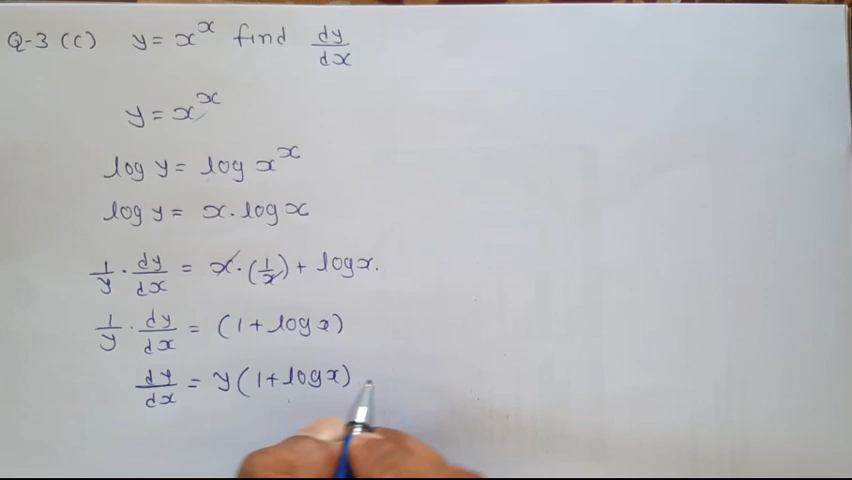 Q-3 (C) y = x^x find dy/dx
y = x^x
log y = log x^x
log y = x · log x
1/y · dy/dx = x · (1/x) + log x.
1/y · dy/dx = (1 + log x)
dy/dx = y (1 + log x)